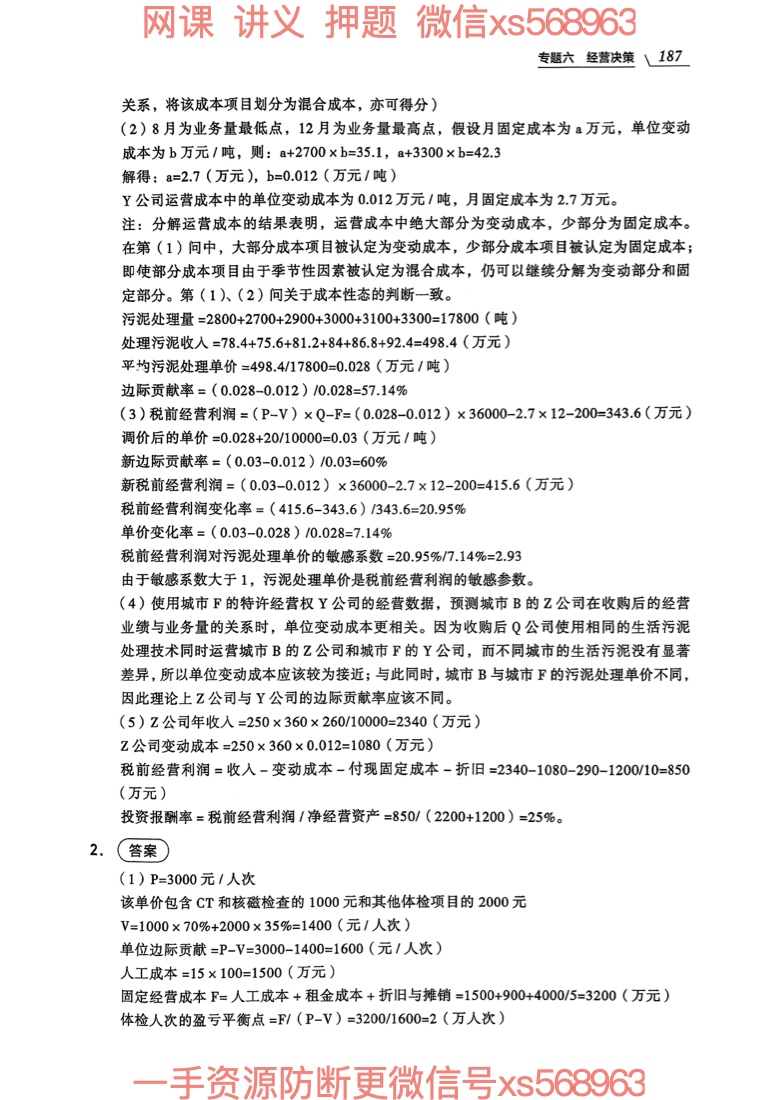 网课 讲义 押题 微信xs568963
专题六 经营决策 187
关系，将该成本项目划分为混合成本，亦可得分）
（2）8月为业务量最低点，12月为业务量最高点，假设月固定成本为a万元，单位变动
成本为b万元/吨，则：a+2700×b=35.1，a+3300×b=42.3
解得：a=2.7（万元），b=0.012（万元/吨）
Y公司运营成本中的单位变动成本为0.012万元/吨，月固定成本为2.7万元。
注：分解运营成本的结果表明，运营成本中绝大部分为变动成本，少部分为固定成本。
在第（1）问中，大部分成本项目被认定为变动成本，少部分成本项目被认定为固定成本；
即使部分成本项目由于季节性因素被认定为混合成本，仍可以继续分解为变动部分和固
定部分。第（1）、（2）问关于成本性态的判断一致。
污泥处理量=2800+2700+2900+3000+3100+3300=17800（吨）
处理污泥收入=78.4+75.6+81.2+84+86.8+92.4=498.4（万元）
平均污泥处理单价=498.4/17800=0.028（万元/吨）
边际贡献率=（0.028-0.012）/0.028=57.14%
（3）税前经营利润=（P-V）×Q-F=（0.028-0.012）×36000-2.7×12-200=343.6（万元）
调价后的单价=0.028+20/10000=0.03（万元/吨）
新边际贡献率=（0.03-0.012）/0.03=60%
新税前经营利润=（0.03-0.012）×36000-2.7×12-200=415.6（万元）
税前经营利润变化率=（415.6-343.6）/343.6=20.95%
单价变化率=（0.03-0.028）/0.028=7.14%
税前经营利润对污泥处理单价的敏感系数=20.95%/7.14%=2.93
由于敏感系数大于1，污泥处理单价是税前经营利润的敏感参数。
（4）使用城市F的特许经营权Y公司的经营数据，预测城市B的Z公司在收购后的经营
业绩与业务量的关系时，单位变动成本更相关。因为收购后Q公司使用相同的生活污泥
处理技术同时运营城市B的Z公司和城市F的Y公司，而不同城市的生活污泥没有显著
差异，所以单位变动成本应该较为接近；与此同时，城市B与城市F的污泥处理单价不同，
因此理论上Z公司与Y公司的边际贡献率应该不同。
（5）Z公司年收入=250×360×260/10000=2340（万元）
Z公司变动成本=250×360×0.012=1080（万元）
税前经营利润=收入-变动成本-付现固定成本-折旧=2340-1080-290-1200/10=850
（万元）
投资报酬率=税前经营利润/净经营资产=850/（2200+1200）=25%。
2. 答案
（1）P=3000元/人次
该单价包含CT和核磁检查的1000元和其他体检项目的2000元
V=1000×70%+2000×35%=1400（元/人次）
单位边际贡献=P-V=3000-1400=1600（元/人次）
人工成本=15×100=1500（万元）
固定经营成本F=人工成本+租金成本+折旧与摊销=1500+900+4000/5=3200（万元）
体检人次的盈亏平衡点=F/（P-V）=3200/1600=2（万人次）
一手资源防断更微信号xs568963